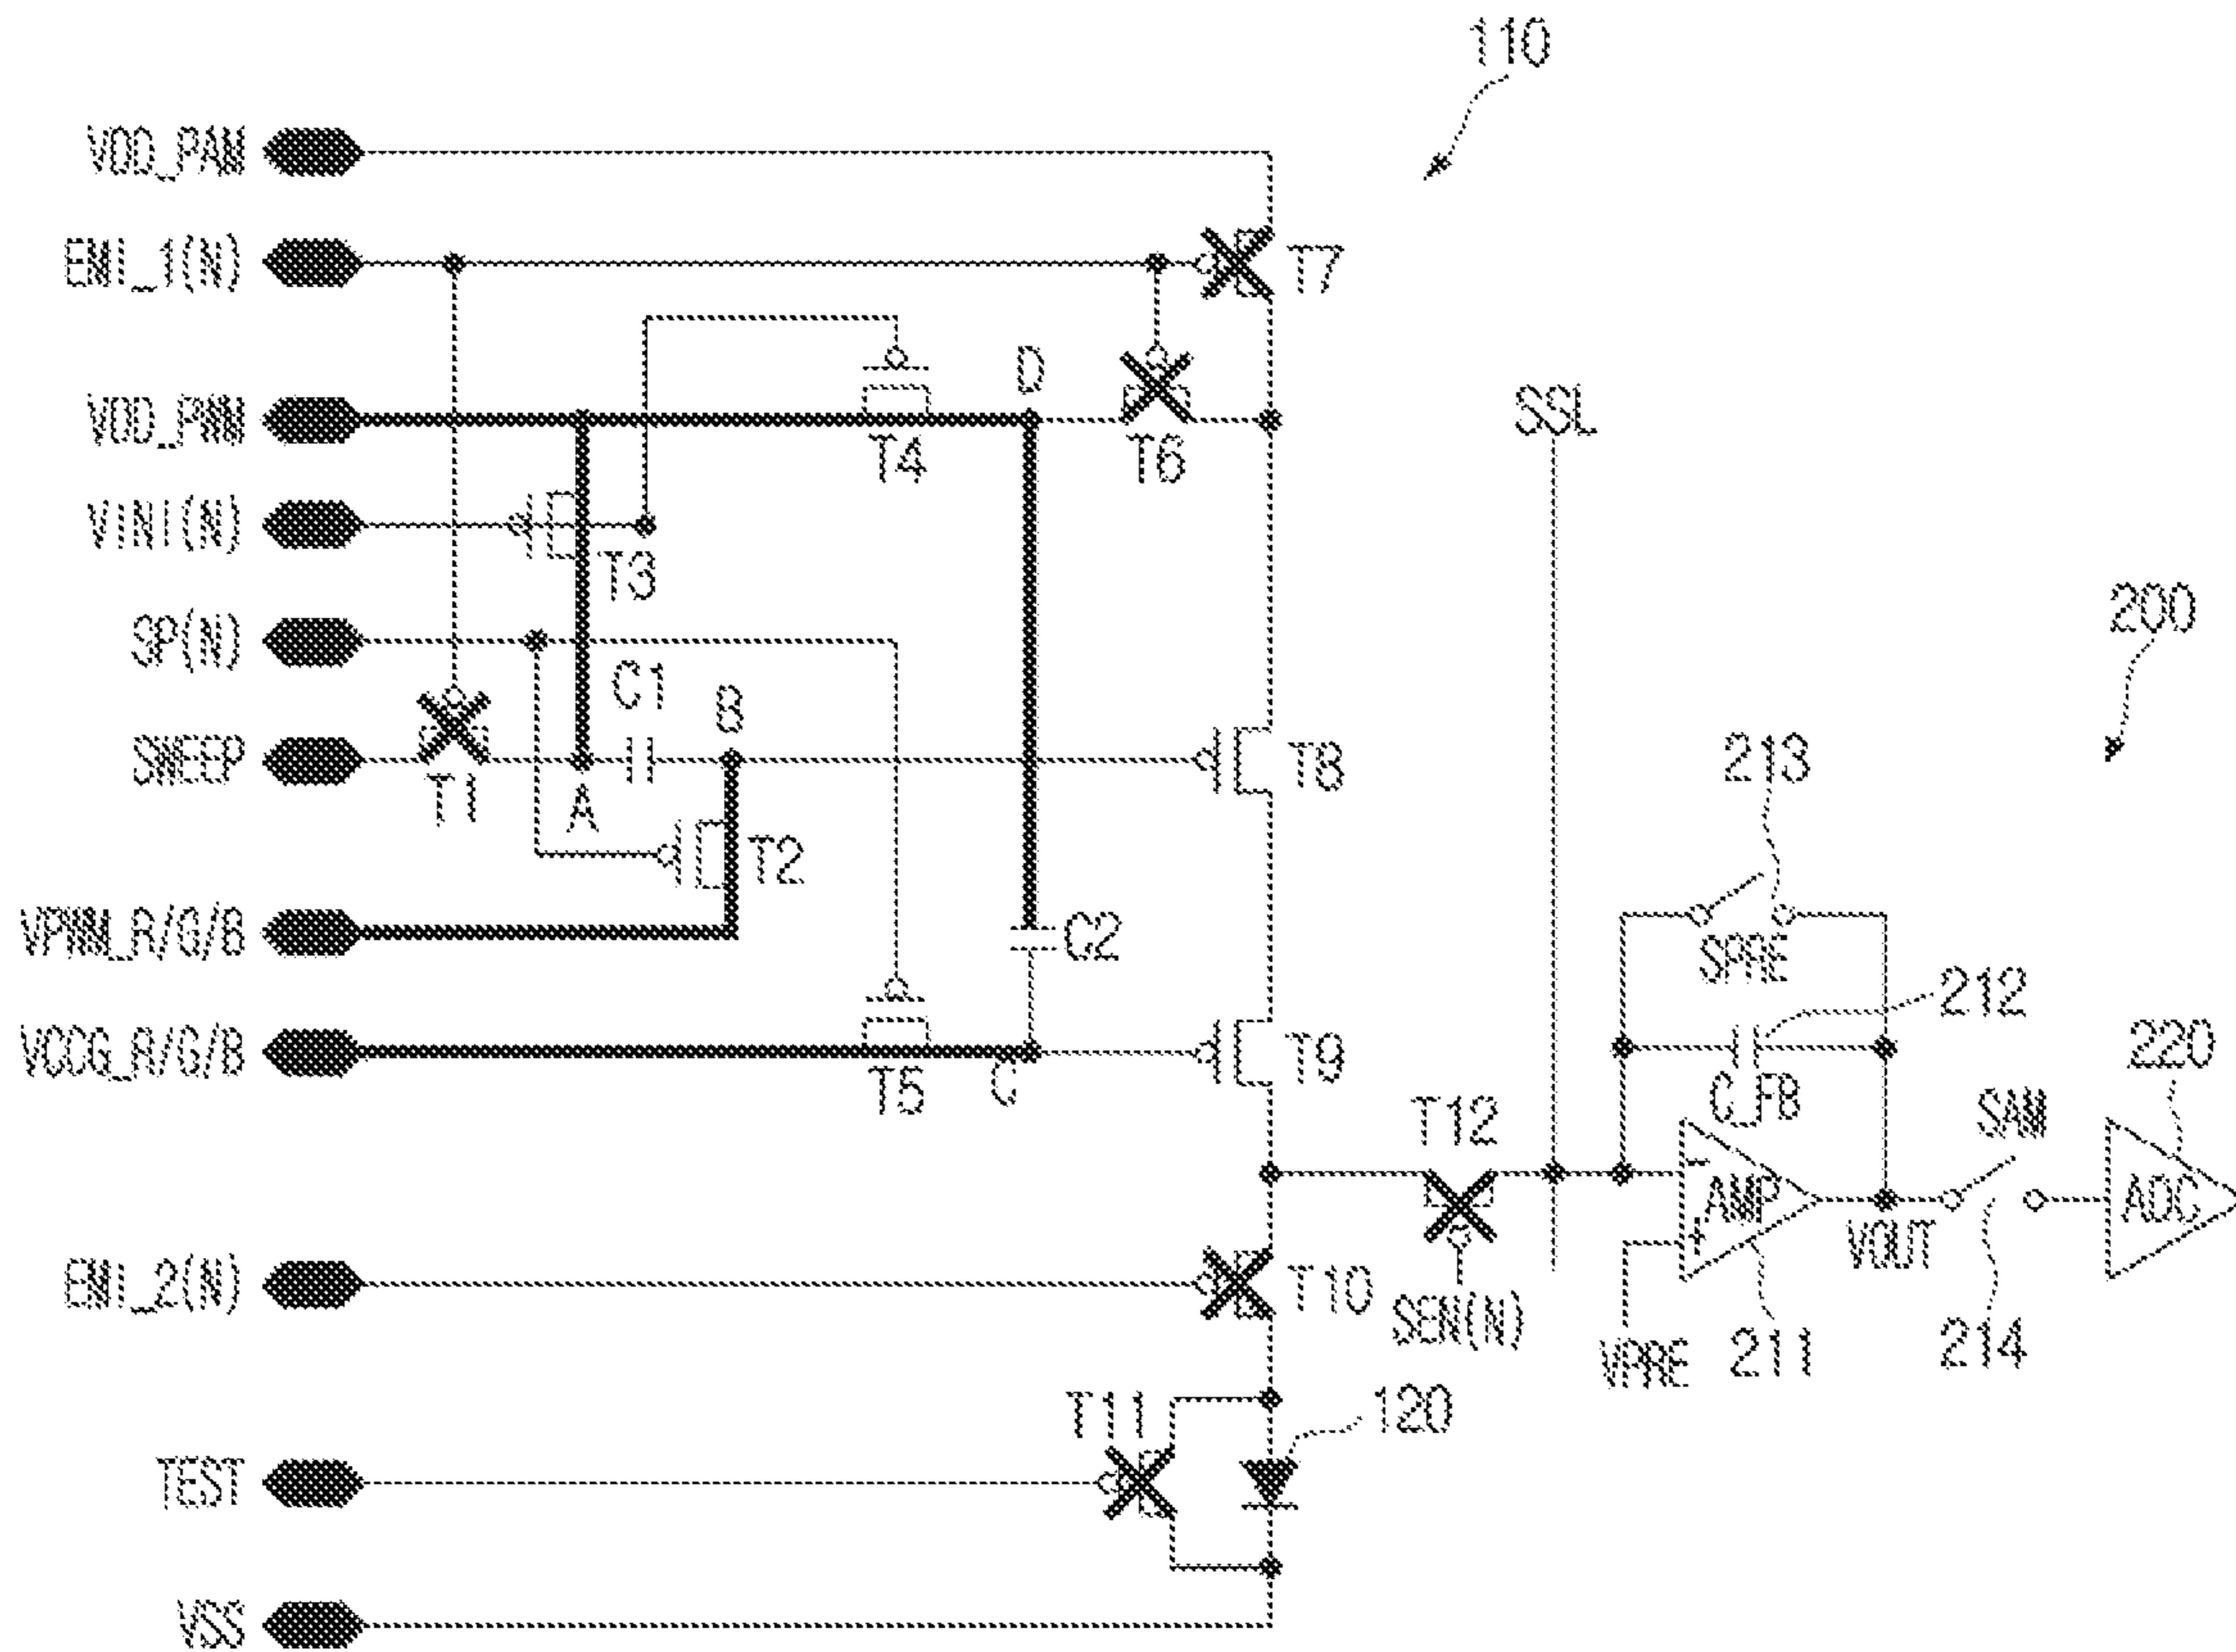 110
VDD_PAM
EMI_1(N)
T7
D
VDD_PWM
T4
T6
SSL
VINI(N)
T3
SP(N)
200
C1
B
SWEEP
T1
A
T8
213
T2
VPWM_R/G/B
C2
SPRE
212
VCCG_R/G/B
T5
C
T9
C_FB
220
T12
SAM
AMP
ADC
VOUT
EMI_2(N)
T10
SEN(N)
VPRE
211
214
T11
120
TEST
VSS